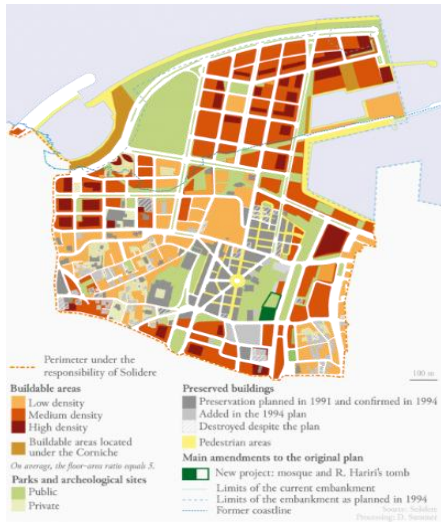 100 m
Perimeter under the
responsibility of Solidere
Buildable areas
Low density
Medium density
High density
Buildable areas located
under the Corniche
On average, the floor-area ratio equals 5.
Parks and archeological sites
Public
Private
Preserved buildings
Preservation planned in 1991 and confirmed in 1994
Added in the 1994 plan
Destroyed despite the plan
Pedestrian areas
Main amendments to the original plan
New project: mosque and R. Hariri's tomb
Limits of the current embankment
Limits of the embankment as planned in 1994
Former coastline
Source: Solidere
Processing: D. Summer